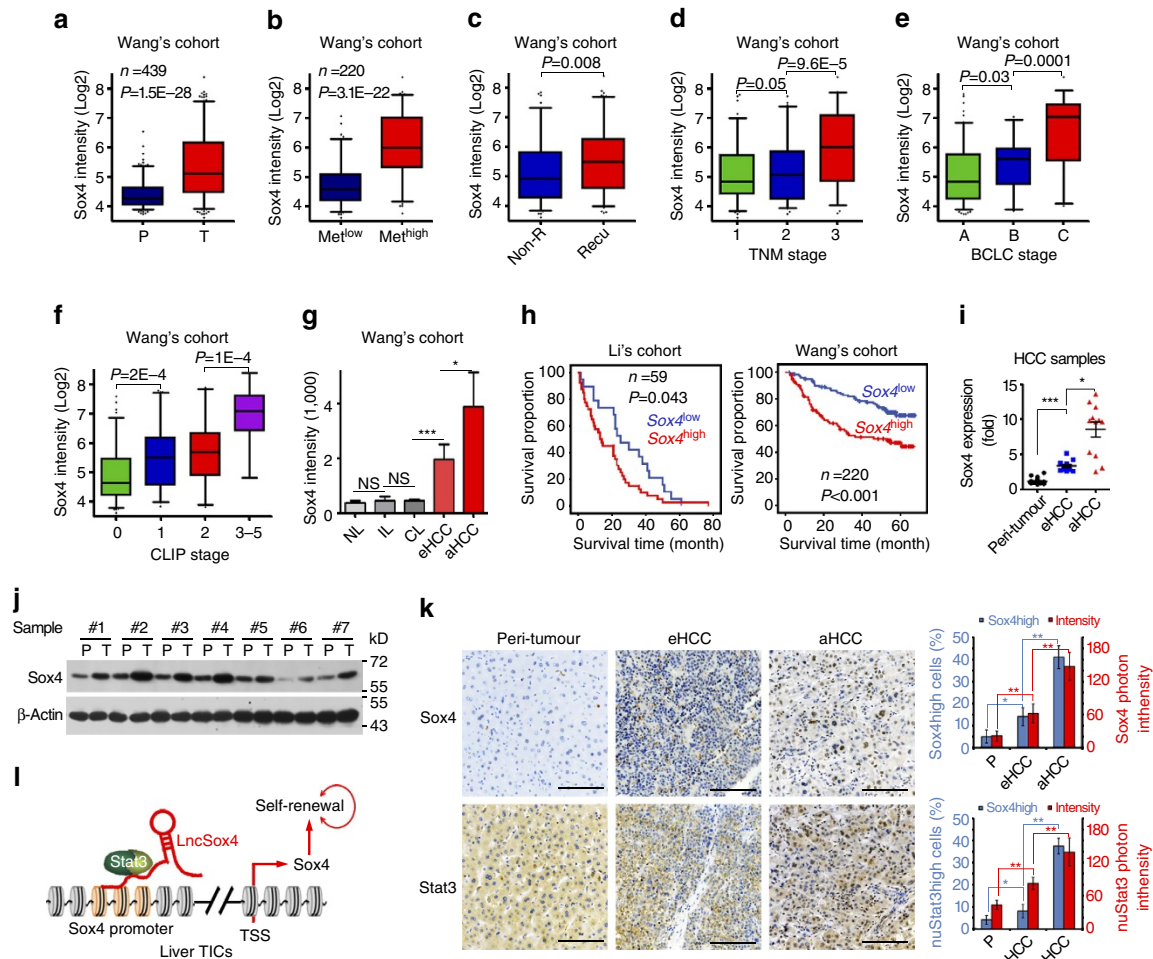 a
Wang's cohort
n =439
P=1.5E−28
Sox4 intensity (Log2)
8
7
6
5
4
P T
b
Wang's cohort
n=220
P=3.1E−22
Sox4 intensity (Log2)
8
7
6
5
4
Metlow Methigh
c
Wang's cohort
P=0.008
Sox4 intensity (Log2)
8
7
6
5
4
Non-R Recu
d
Wang's cohort
P=9.6E−5
P=0.05
Sox4 intensity (Log2)
8
7
6
5
4
1 2 3
TNM stage
e
Wang's cohort
P=0.0001
P=0.03
Sox4 intensity (Log2)
8
7
6
5
4
A B C
BCLC stage
f
Wang's cohort
P=1E−4
P=2E−4
Sox4 intensity (Log2)
8
7
6
5
4
0 1 2 3–5
CLIP stage
g
Wang's cohort
Sox4 intensity (1,000)
4
2
0
NS NS *** *
NL IL CL eHCC aHCC
h
Li's cohort
n =59
P=0.043
Sox4low
Sox4high
Survival proportion
100
80
60
40
20
0
0 20 40 60 80
Survival time (month)
Wang's cohort
Sox4low
Sox4high
n =220
P<0.001
Survival proportion
100
80
60
40
20
0
0 20 40 60
Survival time (month)
i
HCC samples
Sox4 expression
(fold)
15
10
5
0
*** *
Peri-tumour eHCC aHCC
j
Sample #1 #2 #3 #4 #5 #6 #7 kD
P T P T P T P T P T P T P T
Sox4
β-Actin
72
55
55
43
k
Peri-tumour eHCC aHCC
Sox4
Stat3
Sox4high Intensity
Sox4high cells (%)
50
40
30
20
10
0
Sox4 photon
inthensity
180
120
60
0
* ** ** **
P eHCC aHCC
Sox4high Intensity
nuStat3high cells (%)
50
40
30
20
10
0
nuStat3 photon
inthensity
180
120
60
0
* ** ** **
P HCC HCC
l
Self-renewal
LncSox4
Stat3
Sox4
Sox4 promoter
TSS
Liver TICs